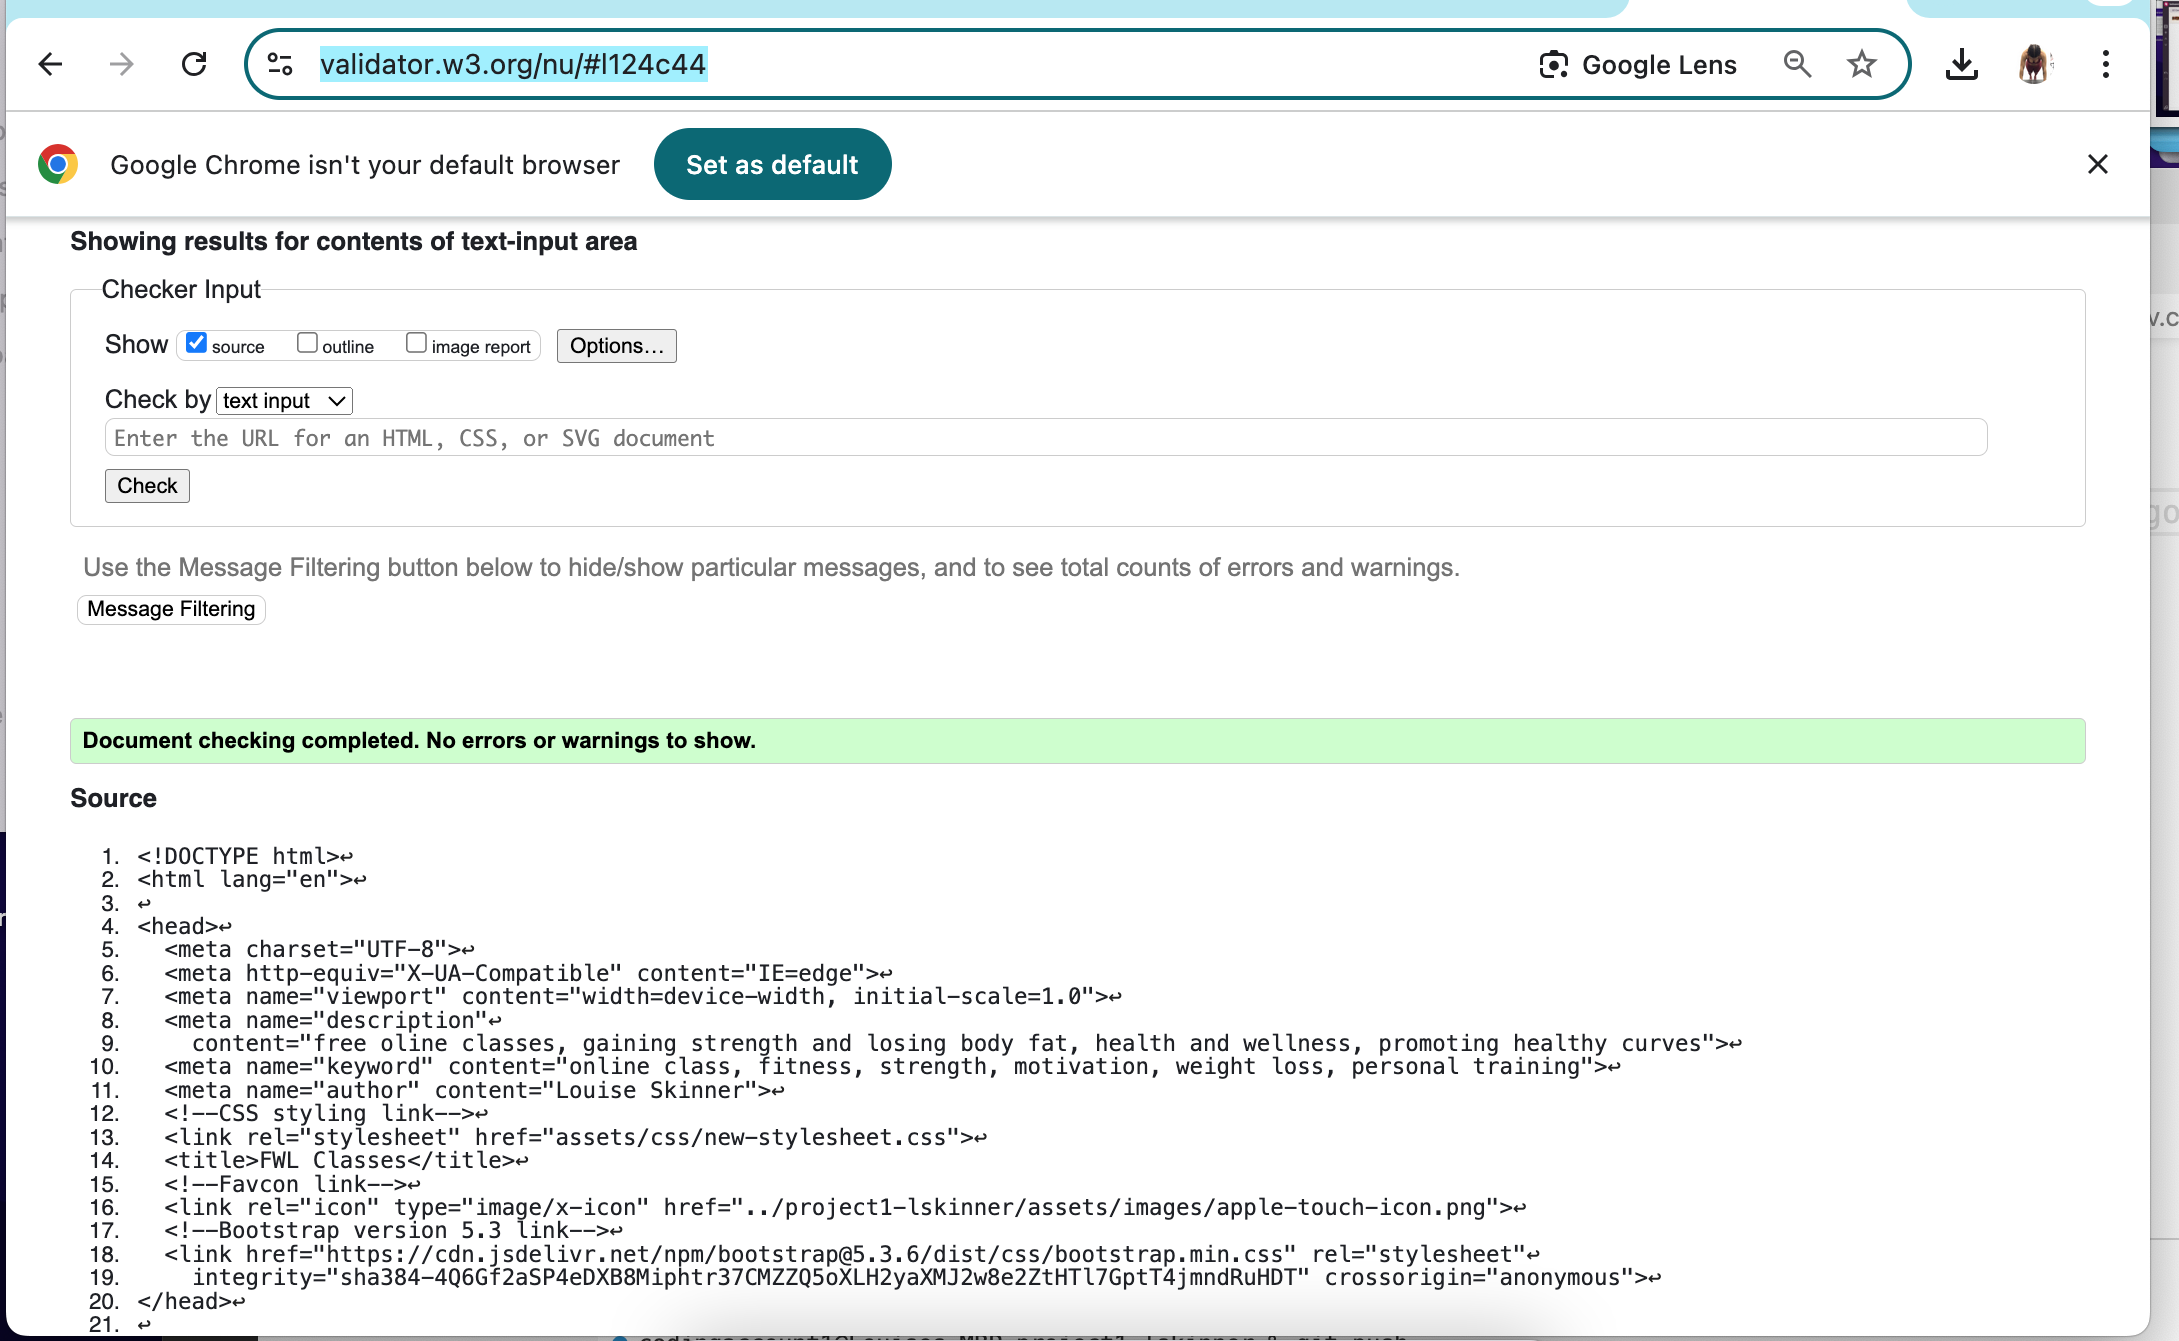 validator.w3.org/nu/#l124c44
Google Lens
Google Chrome isn't your default browser
Set as default
Showing results for contents of text-input area
Checker Input
Show source outline image report Options...
Check by text input
Enter the URL for an HTML, CSS, or SVG document
Check
Use the Message Filtering button below to hide/show particular messages, and to see total counts of errors and warnings.
Message Filtering
Document checking completed. No errors or warnings to show.
Source
1. <!DOCTYPE html>↩
2. <html lang="en">↩
3. ↩
4. <head>↩
5. <meta charset="UTF-8">↩
6. <meta http-equiv="X-UA-Compatible" content="IE=edge">↩
7. <meta name="viewport" content="width=device-width, initial-scale=1.0">↩
8. <meta name="description"↩
9. content="free oline classes, gaining strength and losing body fat, health and wellness, promoting healthy curves">↩
10. <meta name="keyword" content="online class, fitness, strength, motivation, weight loss, personal training">↩
11. <meta name="author" content="Louise Skinner">↩
12. <!--CSS styling link-->↩
13. <link rel="stylesheet" href="assets/css/new-stylesheet.css">↩
14. <title>FWL Classes</title>↩
15. <!--Favcon link-->↩
16. <link rel="icon" type="image/x-icon" href="../project1-lskinner/assets/images/apple-touch-icon.png">↩
17. <!--Bootstrap version 5.3 link-->↩
18. <link href="https://cdn.jsdelivr.net/npm/bootstrap@5.3.6/dist/css/bootstrap.min.css" rel="stylesheet"↩
19. integrity="sha384-4Q6Gf2aSP4eDXB8Miphtr37CMZZQ5oXLH2yaXMJ2w8e2ZtHTl7GptT4jmndRuHDT" crossorigin="anonymous">↩
20. </head>↩
21. ↩